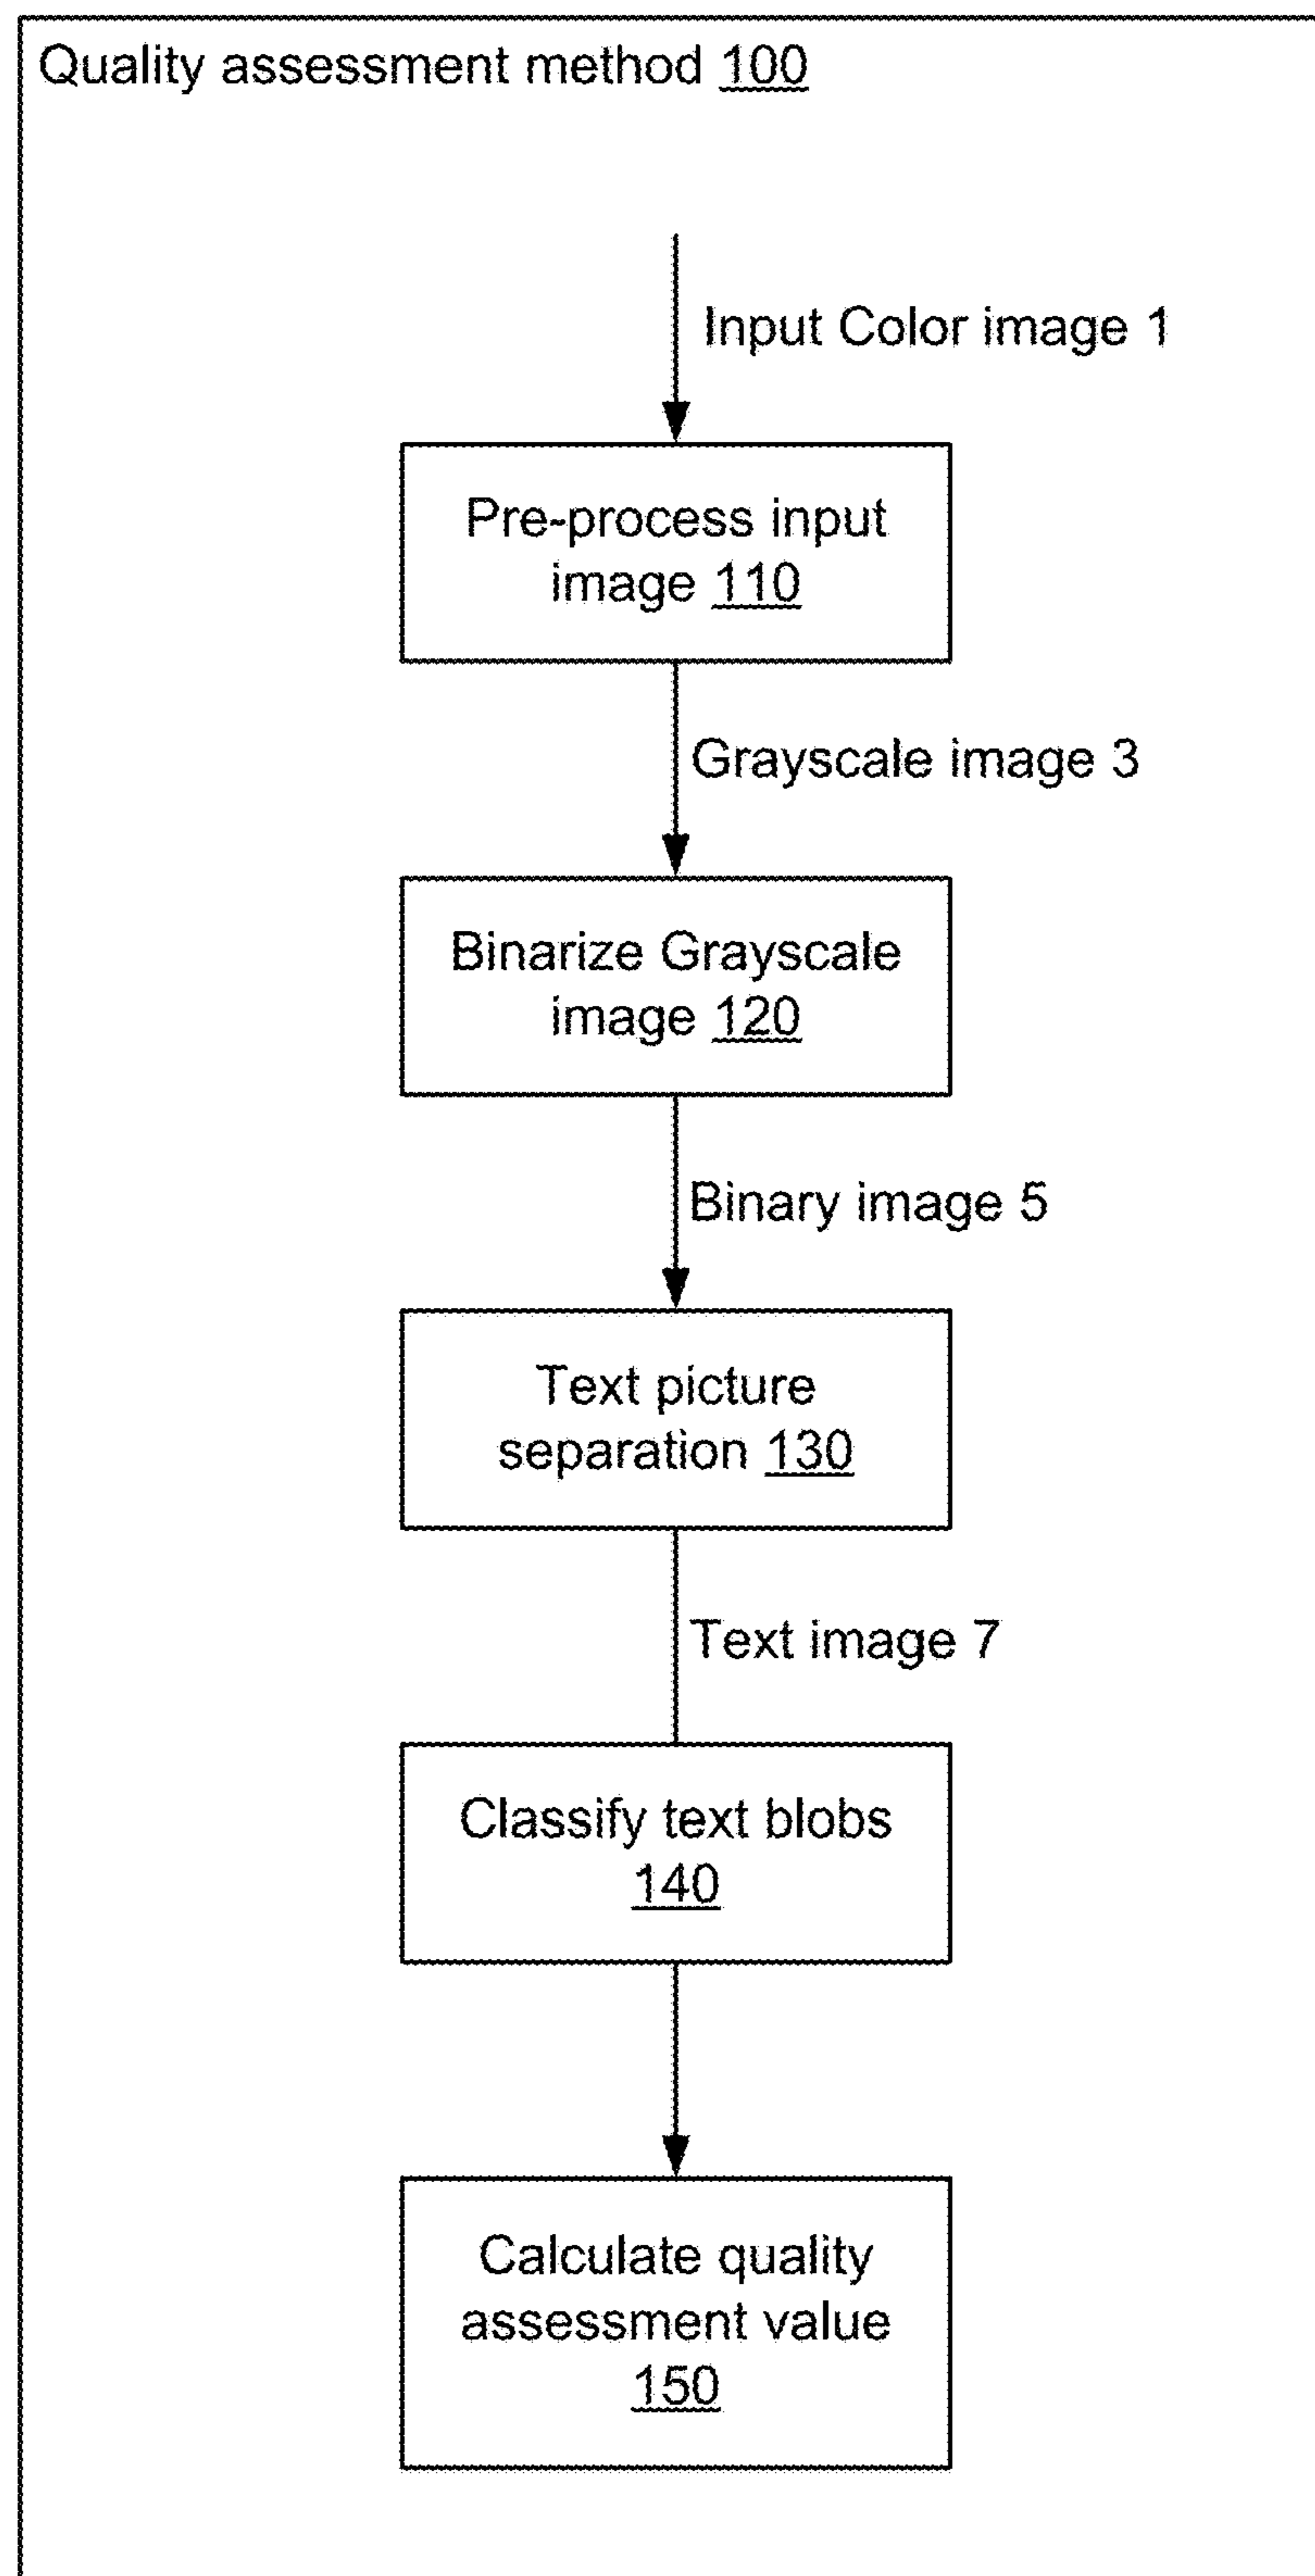 Quality assessment method 100
Input Color image 1
Pre-process input
image 110
Grayscale image 3
Binarize Grayscale
image 120
Binary image 5
Text picture
separation 130
Text image 7
Classify text blobs
140
Calculate quality
assessment value
150